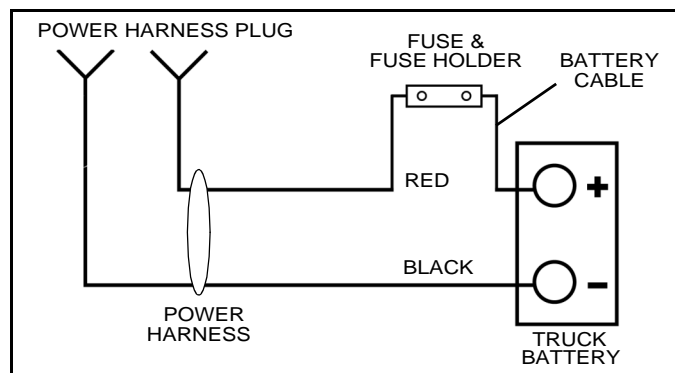 POWER HARNESS PLUG
FUSE &
FUSE HOLDER
BATTERY
CABLE
RED
+
BLACK
-
POWER
HARNESS
TRUCK
BATTERY